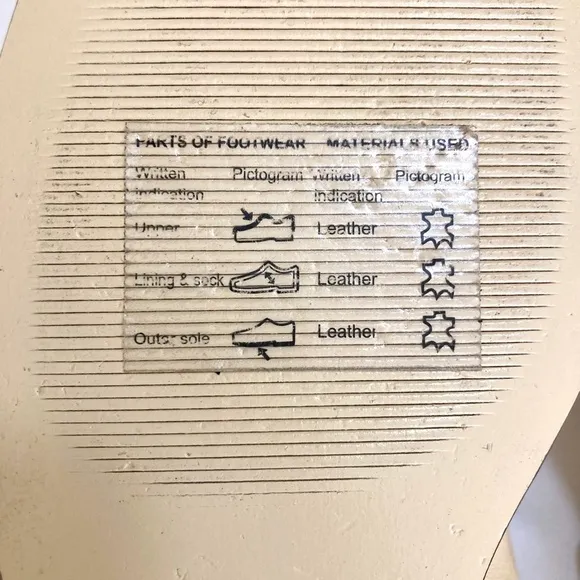 PARTS OF FOOTWEAR MATERIALS USED
Written Pictogram Written Pictogram
indication indication
Upper Leather
Lining & sock Leather
Outer sole Leather